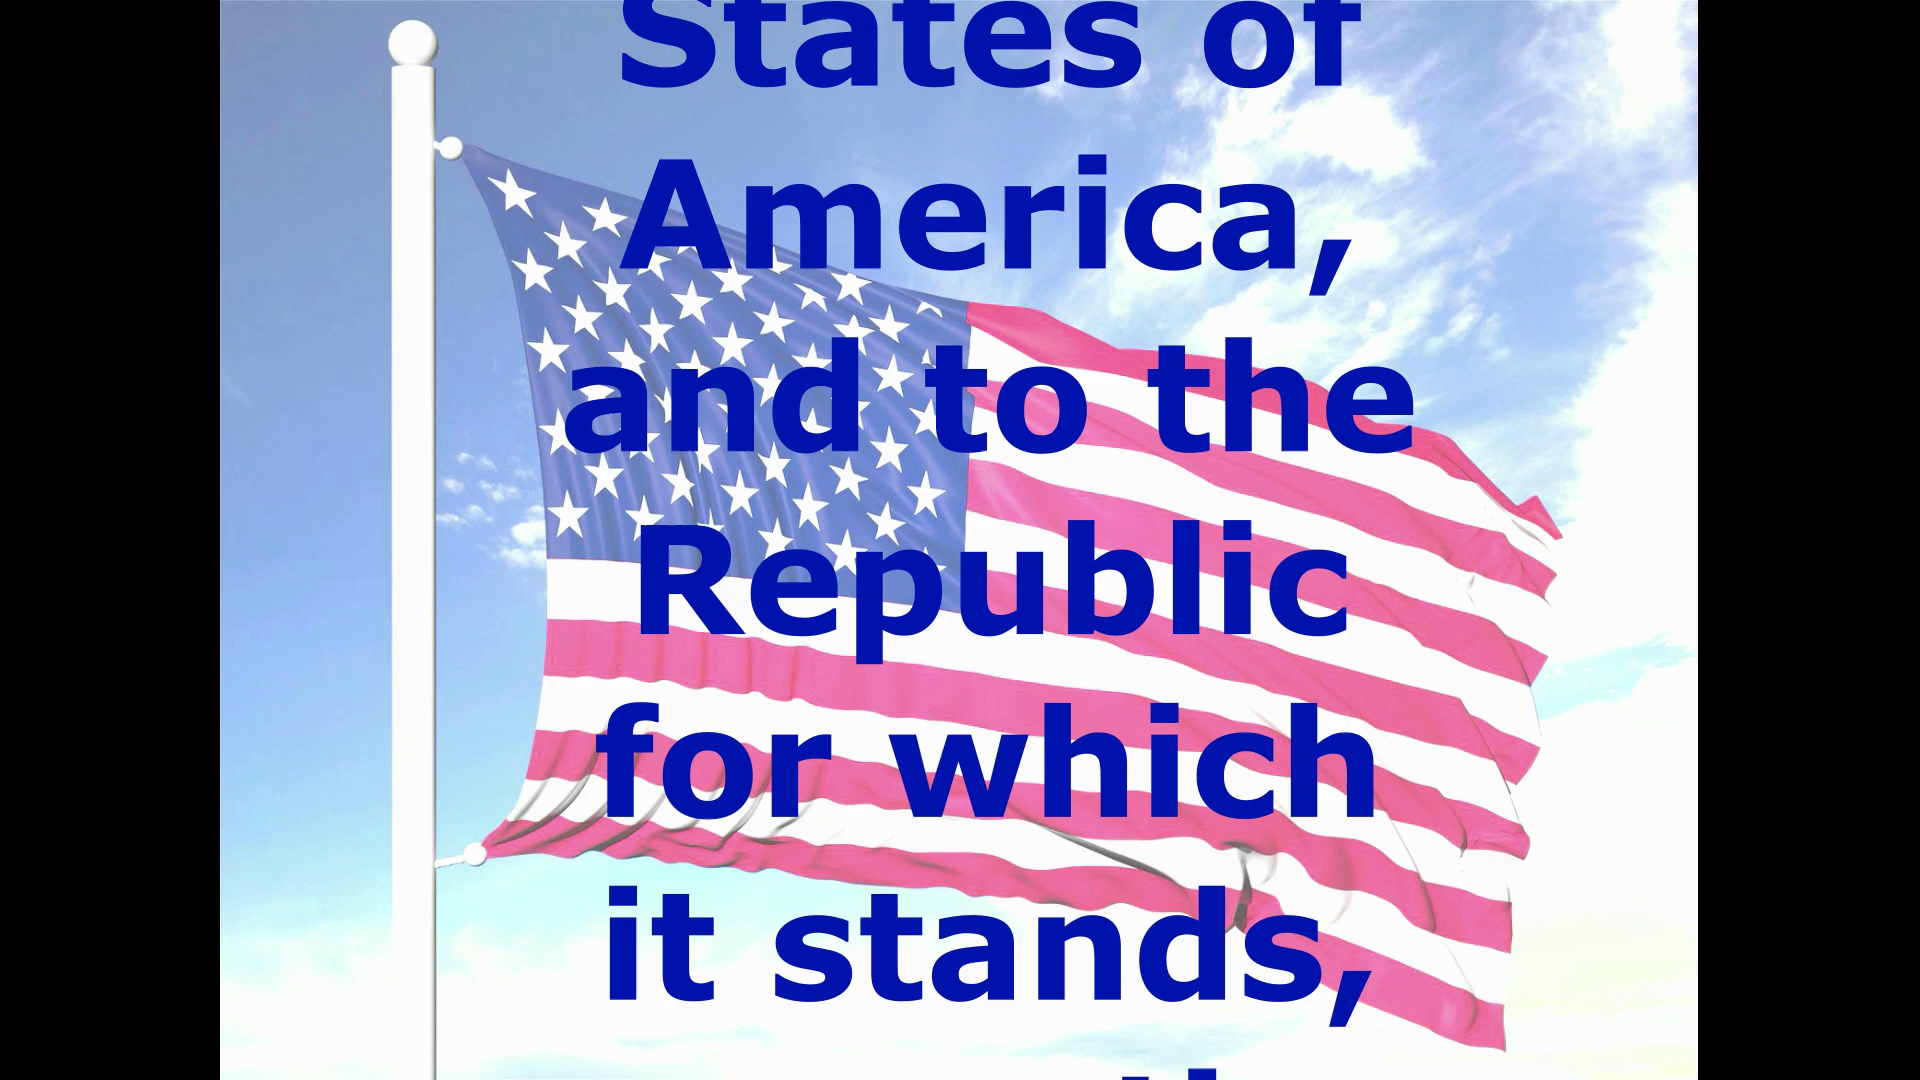 States of
America,
and to the
Republic
for which
it stands,